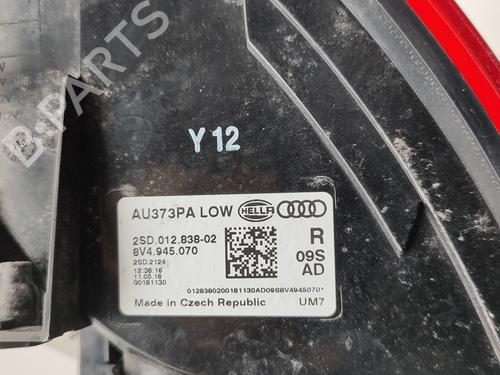 B-PARTS
Y 12
AU373PA LOW HELLA
2SD.012.838-02 R
8V4.945.070 09S
2SD.2124 AD
12:38:16
11.05.18
00181130
0128380200181130AD09S8V4945070*
Made in Czech Republic UM7